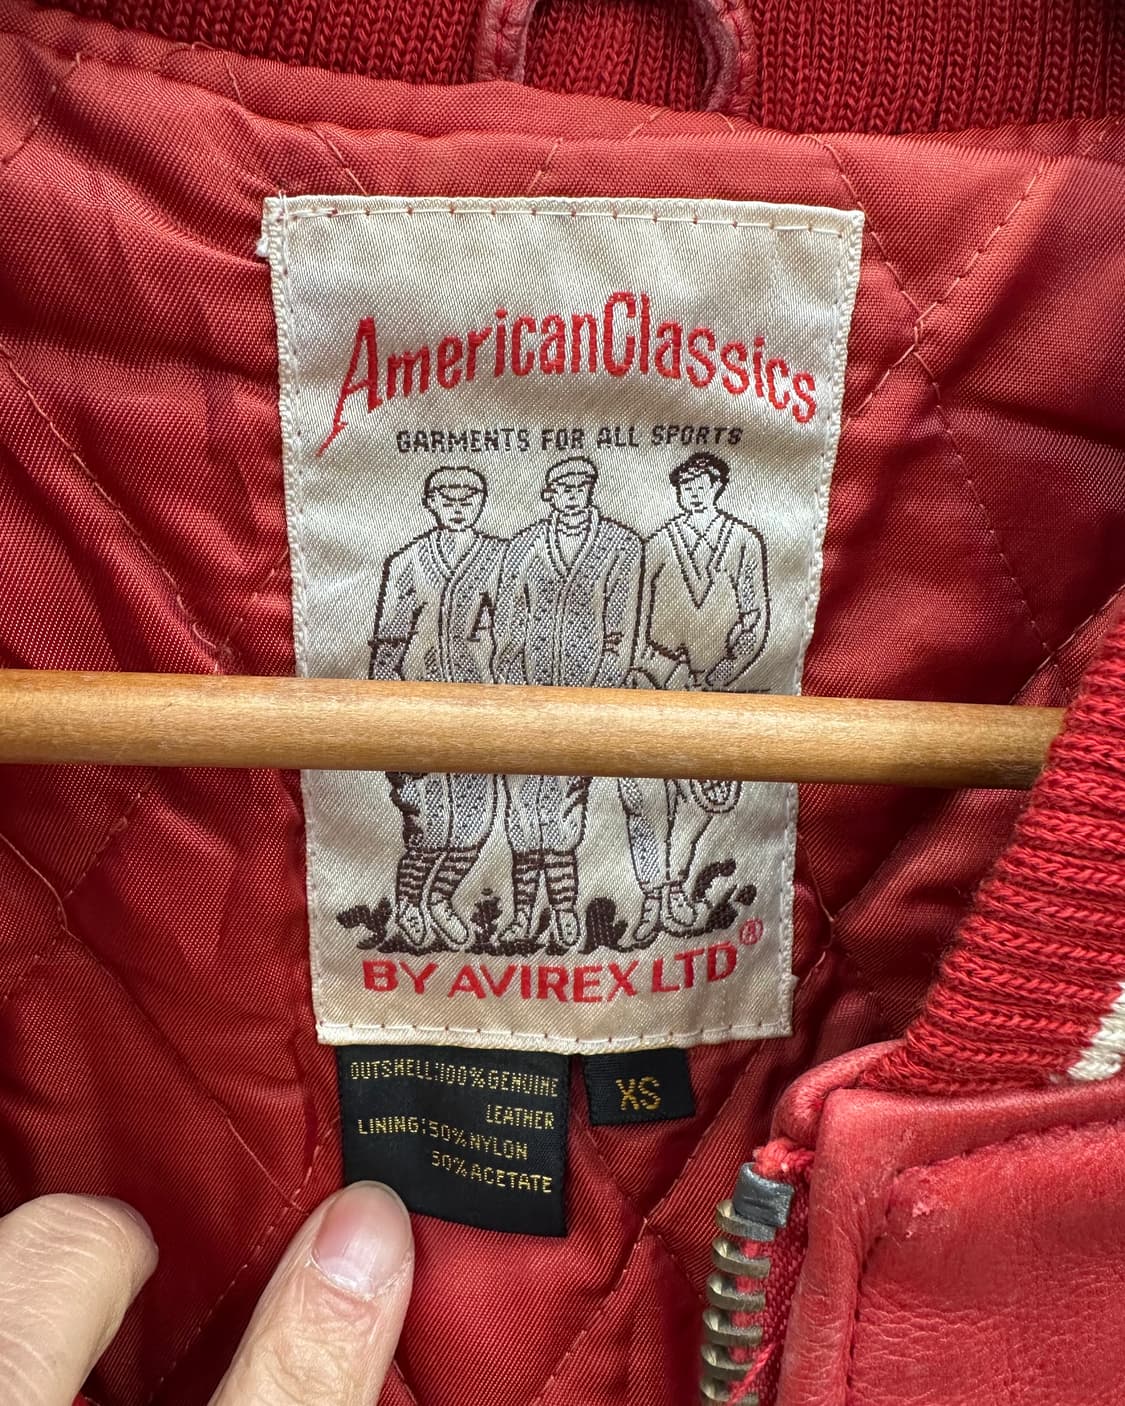 AmericanClassics
GARMENTS FOR ALL SPORTS
A
BY AVIREX LTD®
OUTSHELL:100%GENUINE
LEATHER
LINING:50%NYLON
50%ACETATE
XS